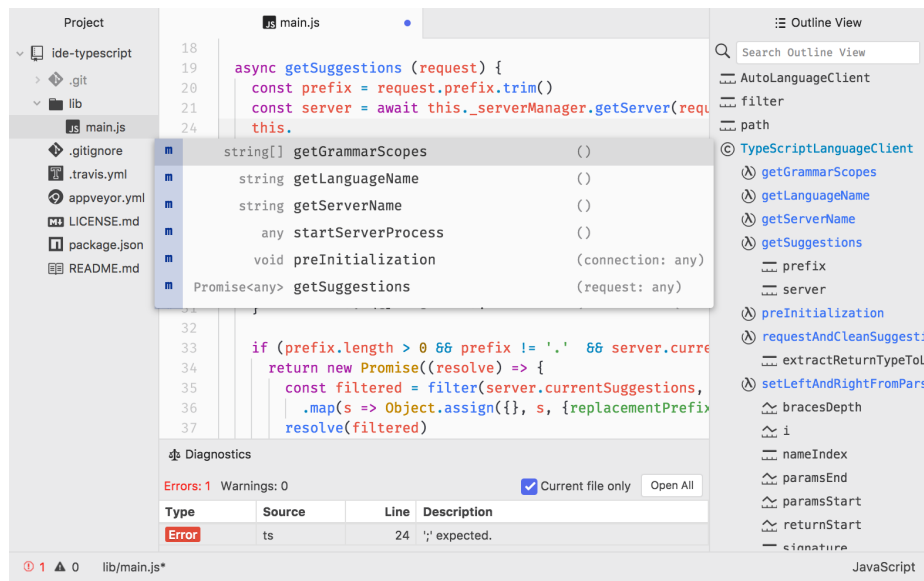 Project
ide-typescript
.git
lib
JS main.js
.gitignore
.travis.yml
appveyor.yml
LICENSE.md
package.json
README.md
JS main.js
18
19 async getSuggestions (request) {
20 const prefix = request.prefix.trim()
21 const server = await this._serverManager.getServer(requ
24 this.
m string[] getGrammarScopes ()
m string getLanguageName ()
m string getServerName ()
m any startServerProcess ()
m void preInitialization (connection: any)
m Promise<any> getSuggestions (request: any)
31 }
32
33 if (prefix.length > 0 && prefix != '.' && server.curre
34 return new Promise((resolve) => {
35 const filtered = filter(server.currentSuggestions,
36 .map(s => Object.assign({}, s, {replacementPrefix
37 resolve(filtered)
Diagnostics
Errors: 1 Warnings: 0 Current file only Open All
Type Source Line Description
Error ts 24 ';' expected.
Outline View
Search Outline View
AutoLanguageClient
filter
path
C TypeScriptLanguageClient
λ getGrammarScopes
λ getLanguageName
λ getServerName
λ getSuggestions
prefix
server
λ preInitialization
λ requestAndCleanSuggesti
extractReturnTypeToL
λ setLeftAndRightFromPars
bracesDepth
i
nameIndex
paramsEnd
paramsStart
returnStart
signature
1 0 lib/main.js* JavaScript